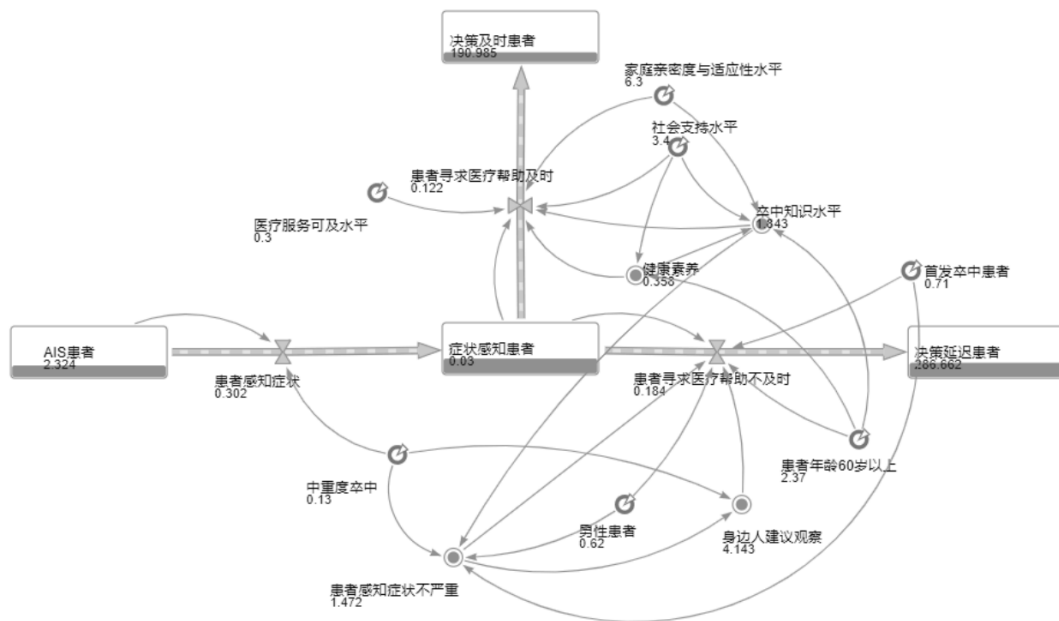 决策及时患者
190.985
家庭亲密度与适应性水平
6.3
社会支持水平
3.4
患者寻求医疗帮助及时
0.122
医疗服务可及水平
0.3
卒中知识水平
1.843
健康素养
0.358
首发卒中患者
0.71
AIS患者
2.324
症状感知患者
0.03
决策延迟患者
286.662
患者感知症状
0.302
患者寻求医疗帮助不及时
0.184
中重度卒中
0.13
患者年龄60岁以上
2.37
男性患者
0.62
身边人建议观察
4.143
患者感知症状不严重
1.472